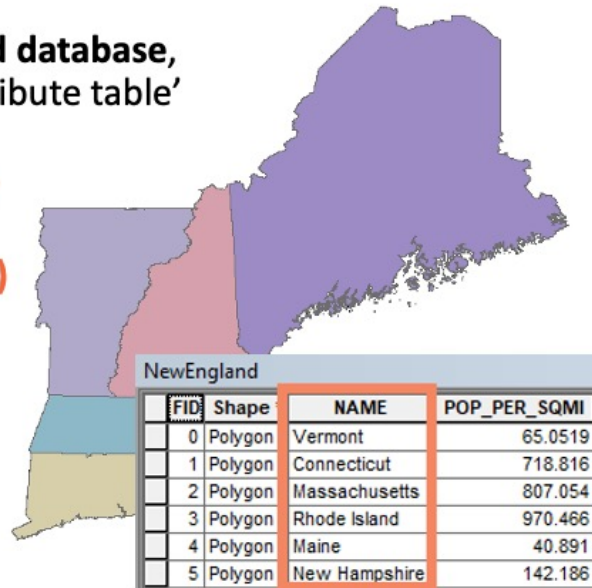 d database,
ribute table’
)
NewEngland
FID Shape NAME POP_PER_SQMI
0 Polygon Vermont 65.0519
1 Polygon Connecticut 718.816
2 Polygon Massachusetts 807.054
3 Polygon Rhode Island 970.466
4 Polygon Maine 40.891
5 Polygon New Hampshire 142.186